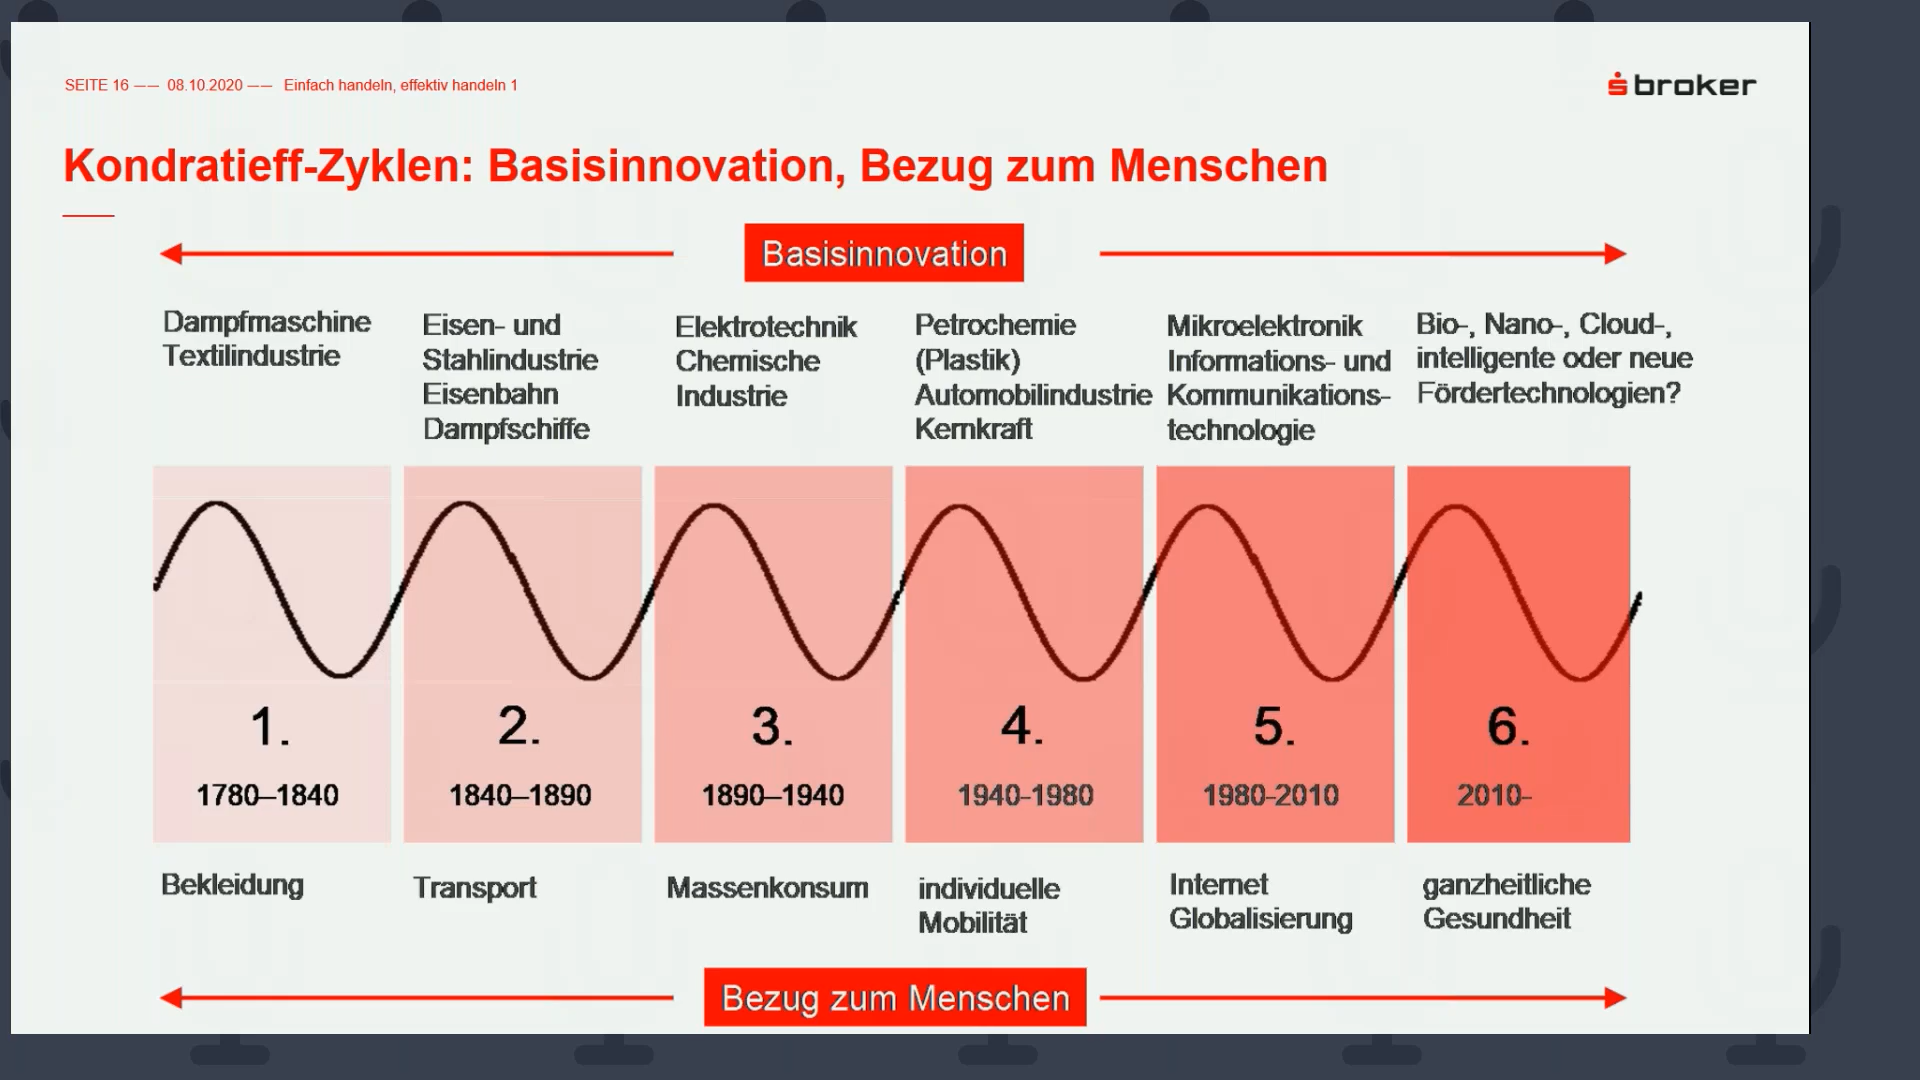 SEITE 16 —— 08.10.2020 —— Einfach handeln, effektiv handeln 1
broker
Kondratieff-Zyklen: Basisinnovation, Bezug zum Menschen
Basisinnovation
Dampfmaschine
Textilindustrie
Eisen- und
Stahlindustrie
Eisenbahn
Dampfschiffe
Elektrotechnik
Chemische
Industrie
Petrochemie
(Plastik)
Automobilindustrie
Kernkraft
Mikroelektronik
Informations- und
Kommunikations-
technologie
Bio-, Nano-, Cloud-,
intelligente oder neue
Fördertechnologien?
1.
1780–1840
2.
1840–1890
3.
1890–1940
4.
1940-1980
5.
1980-2010
6.
2010-
Bekleidung
Transport
Massenkonsum
individuelle
Mobilität
Internet
Globalisierung
ganzheitliche
Gesundheit
Bezug zum Menschen